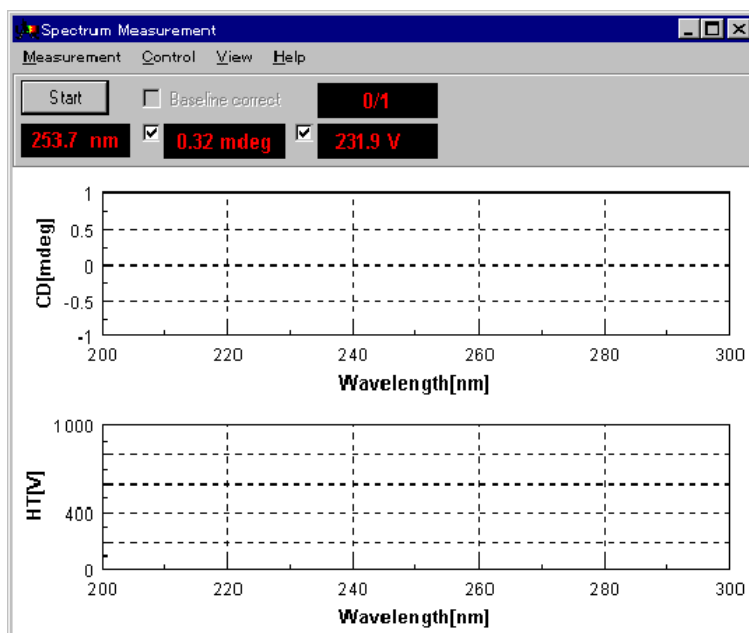 Spectrum Measurement
Measurement Control View Help
Start Baseline correct 0/1
253.7 nm 0.32 mdeg 231.9 V
1
0.5
0
-0.5
-1
CD[mdeg]
200 220 240 260 280 300
Wavelength[nm]
1000
400
0
HT[V]
200 220 240 260 280 300
Wavelength[nm]